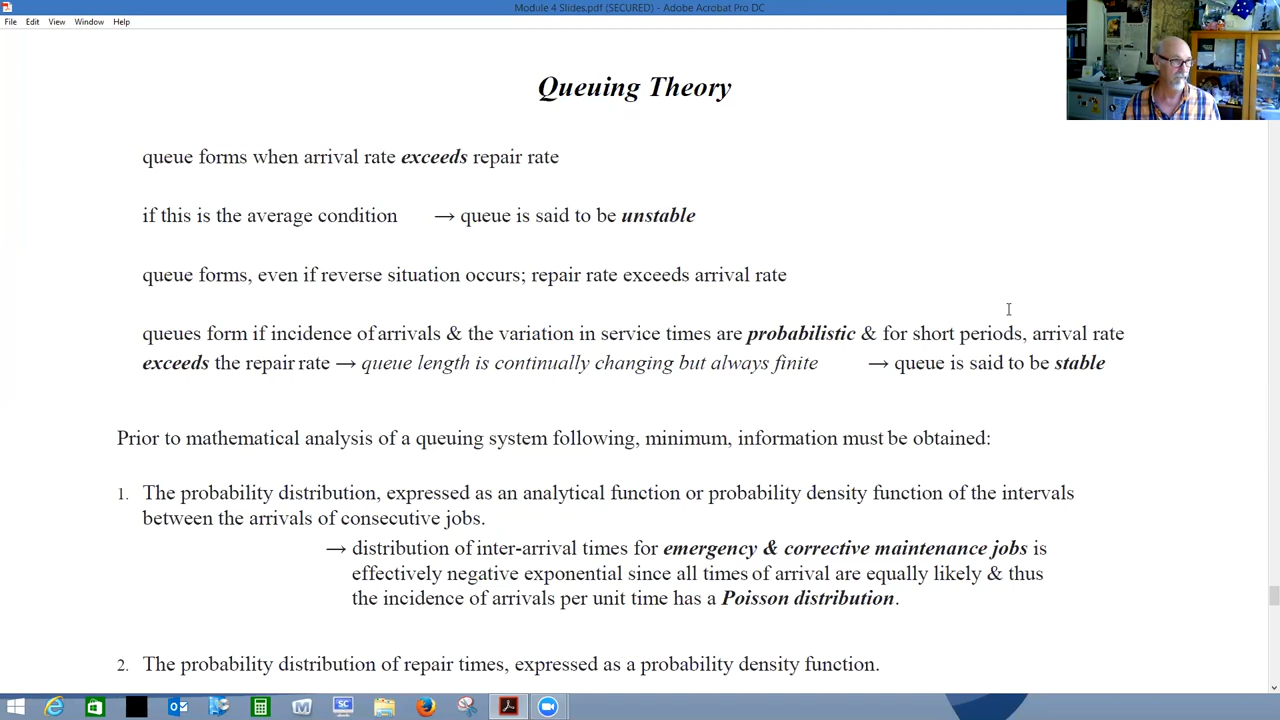 Module 4 Slides.pdf (SECURED) - Adobe Acrobat Pro DC
File Edit View Window Help
Queuing Theory
queue forms when arrival rate exceeds repair rate
if this is the average condition → queue is said to be unstable
queue forms, even if reverse situation occurs; repair rate exceeds arrival rate
queues form if incidence of arrivals & the variation in service times are probabilistic & for short periods, arrival rate
exceeds the repair rate → queue length is continually changing but always finite → queue is said to be stable
Prior to mathematical analysis of a queuing system following, minimum, information must be obtained:
1. The probability distribution, expressed as an analytical function or probability density function of the intervals
between the arrivals of consecutive jobs.
→ distribution of inter-arrival times for emergency & corrective maintenance jobs is
effectively negative exponential since all times of arrival are equally likely & thus
the incidence of arrivals per unit time has a Poisson distribution.
2. The probability distribution of repair times, expressed as a probability density function.